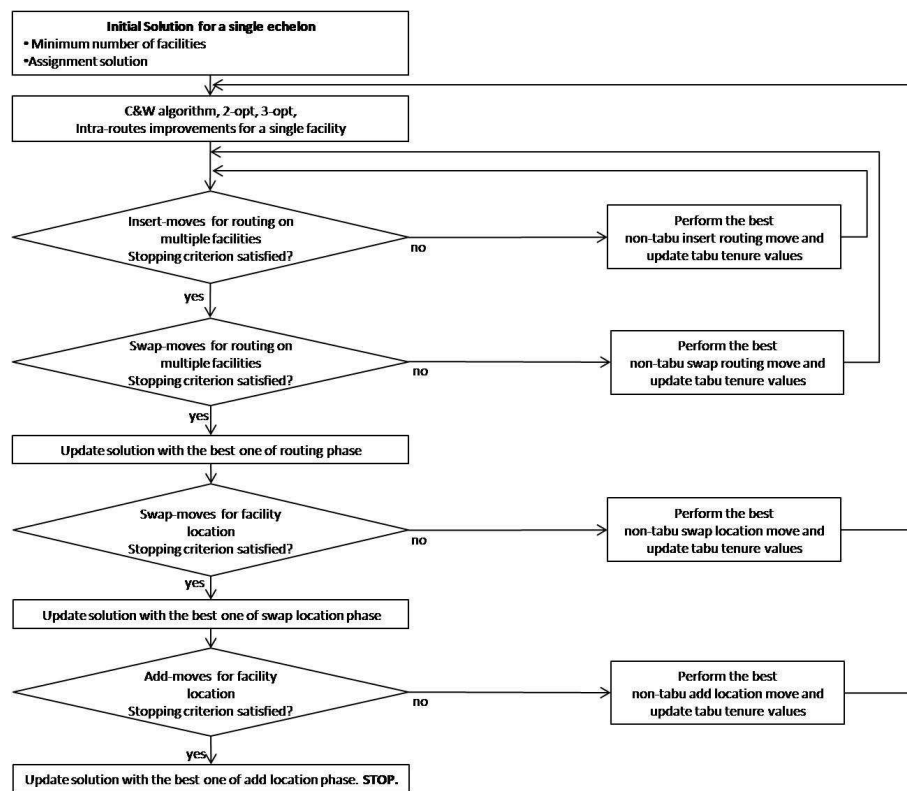 Initial Solution for a single echelon
• Minimum number of facilities
•Assignment solution
C&W algorithm, 2-opt, 3-opt,
Intra-routes improvements for a single facility
Insert-moves for routing on
multiple facilities
Stopping criterion satisfied?
no
Perform the best
non-tabu insert routing move and
update tabu tenure values
yes
Swap-moves for routing on
multiple facilities
Stopping criterion satisfied?
no
Perform the best
non-tabu swap routing move and
update tabu tenure values
yes
Update solution with the best one of routing phase
Swap-moves for facility
location
Stopping criterion satisfied?
no
Perform the best
non-tabu swap location move and
update tabu tenure values
yes
Update solution with the best one of swap location phase
Add-moves for facility
location
Stopping criterion satisfied?
no
Perform the best
non-tabu add location move and
update tabu tenure values
yes
Update solution with the best one of add location phase. STOP.